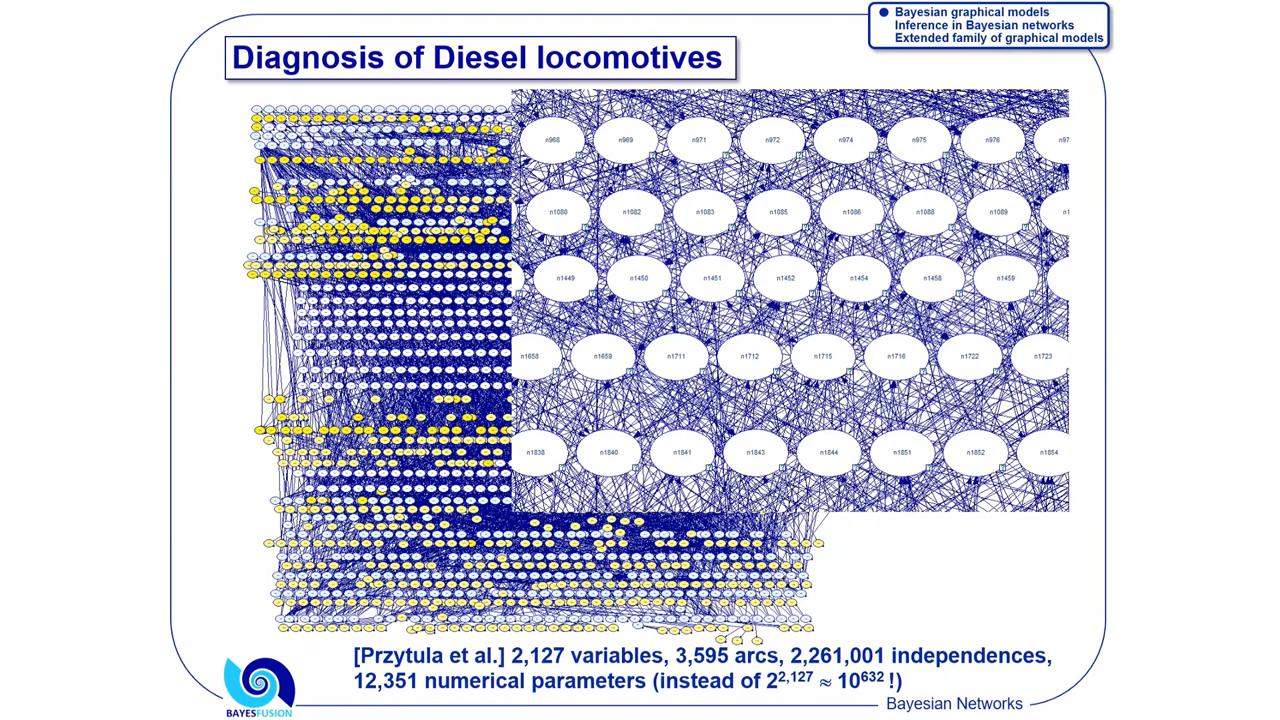 ● Bayesian graphical models
Inference in Bayesian networks
Extended family of graphical models
Diagnosis of Diesel locomotives
n968 n969 n971 n972 n974 n975 n976 n97
n1080 n1082 n1083 n1085 n1086 n1088 n1089 n1
n1449 n1450 n1451 n1452 n1454 n1458 n1459
n1658 n1659 n1711 n1712 n1715 n1716 n1722 n1723
n1838 n1840 n1841 n1843 n1844 n1851 n1852 n1854
[Przytula et al.] 2,127 variables, 3,595 arcs, 2,261,001 independences,
12,351 numerical parameters (instead of 2^2,127 ≈ 10^632 !)
BAYESFUSION
Bayesian Networks